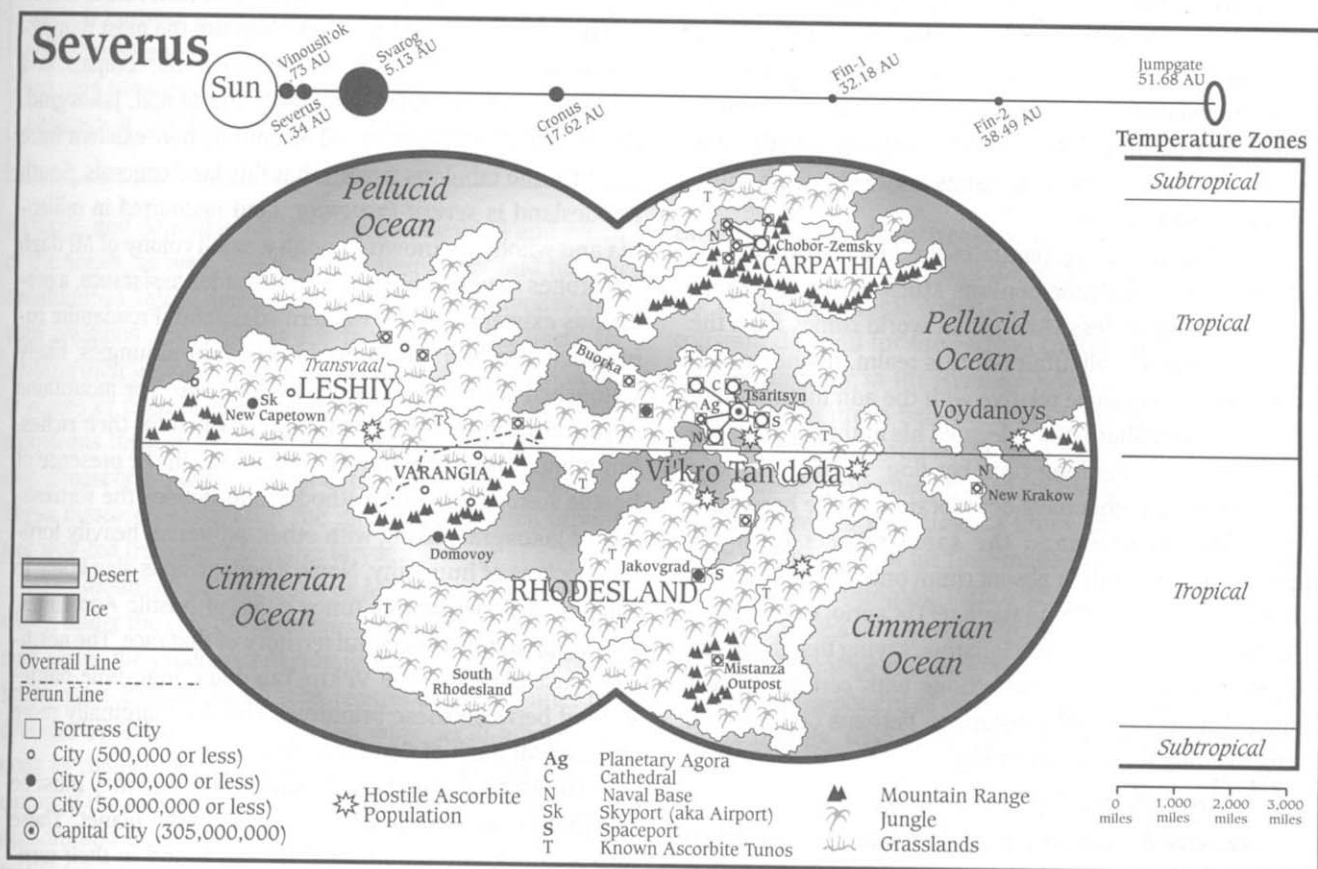 Severus
Sun
Vinoush'ok
.73 AU
Severus
1.34 AU
Svarog
5.13 AU
Cronus
17.62 AU
Fin-1
32.18 AU
Fin-2
38.49 AU
Jumpgate
51.68 AU
Temperature Zones
Subtropical
Tropical
Tropical
Subtropical
Pellucid
Ocean
T
N
Chobor-Zemsky
CARPATHIA
Pellucid
Ocean
Transvaal
LESHIY
Sk
New Capetown
Buorka
T
T
T
C
Tsaritsyn
Ag
S
N
T
T
T
Voydanoys
VARANGIA
Vi'kro Tan'doda
T
N
New Krakow
Domovoy
Cimmerian
Ocean
T
Jakovgrad
S
RHODESLAND
T
T
T
Cimmerian
Ocean
South
Rhodesland
Mistanza
Outpost
Desert
Ice
Overrail Line
Perun Line
Fortress City
City (500,000 or less)
City (5,000,000 or less)
City (50,000,000 or less)
Capital City (305,000,000)
Hostile Ascorbite
Population
Ag Planetary Agora
C Cathedral
N Naval Base
Sk Skyport (aka Airport)
S Spaceport
T Known Ascorbite Tunos
Mountain Range
Jungle
Grasslands
0 1,000 2,000 3,000
miles miles miles miles